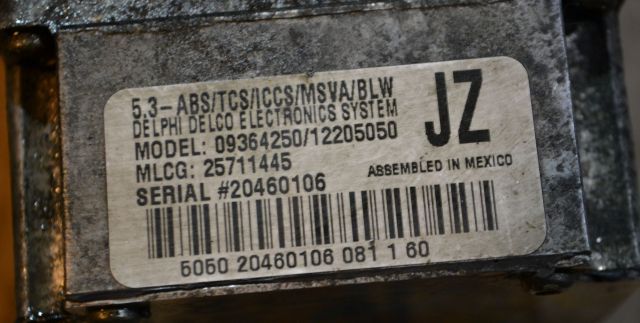 5.3-ABS/TCS/ICCS/MSVA/BLW
DELPHI DELCO ELECTRONICS SYSTEM
MODEL: 09364250/12205050
MLCG: 25711445
SERIAL #20460106
JZ
ASSEMBLED IN MEXICO
5050 20460106 081 1 60